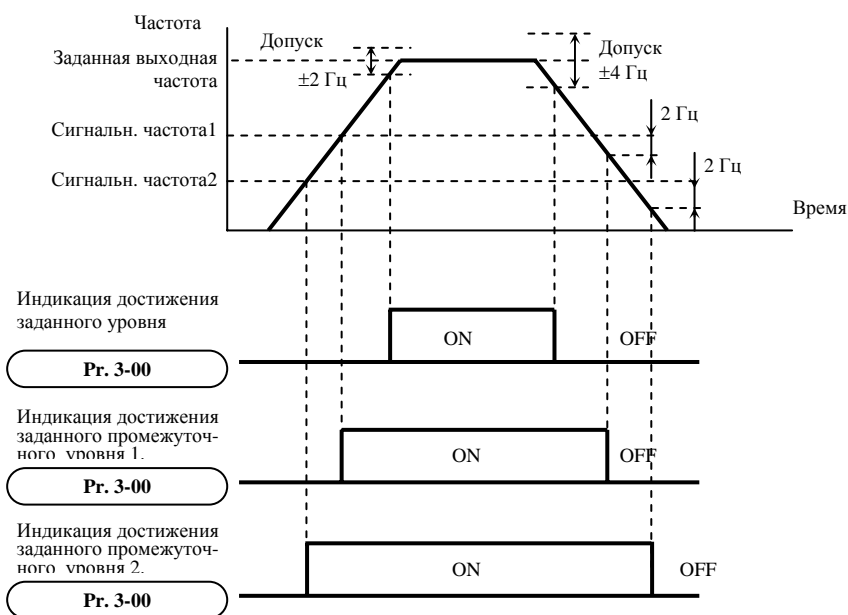 Частота
Заданная выходная
частота
Допуск
±2 Гц
Допуск
±4 Гц
Сигнальн. частота1
2 Гц
Сигнальн. частота2
2 Гц
Время
Индикация достижения
заданного уровня
ON
OFF
Pr. 3-00
Индикация достижения
заданного промежуточ-
ного уровня 1.
ON
OFF
Pr. 3-00
Индикация достижения
заданного промежуточ-
ного уровня 2.
ON
OFF
Pr. 3-00